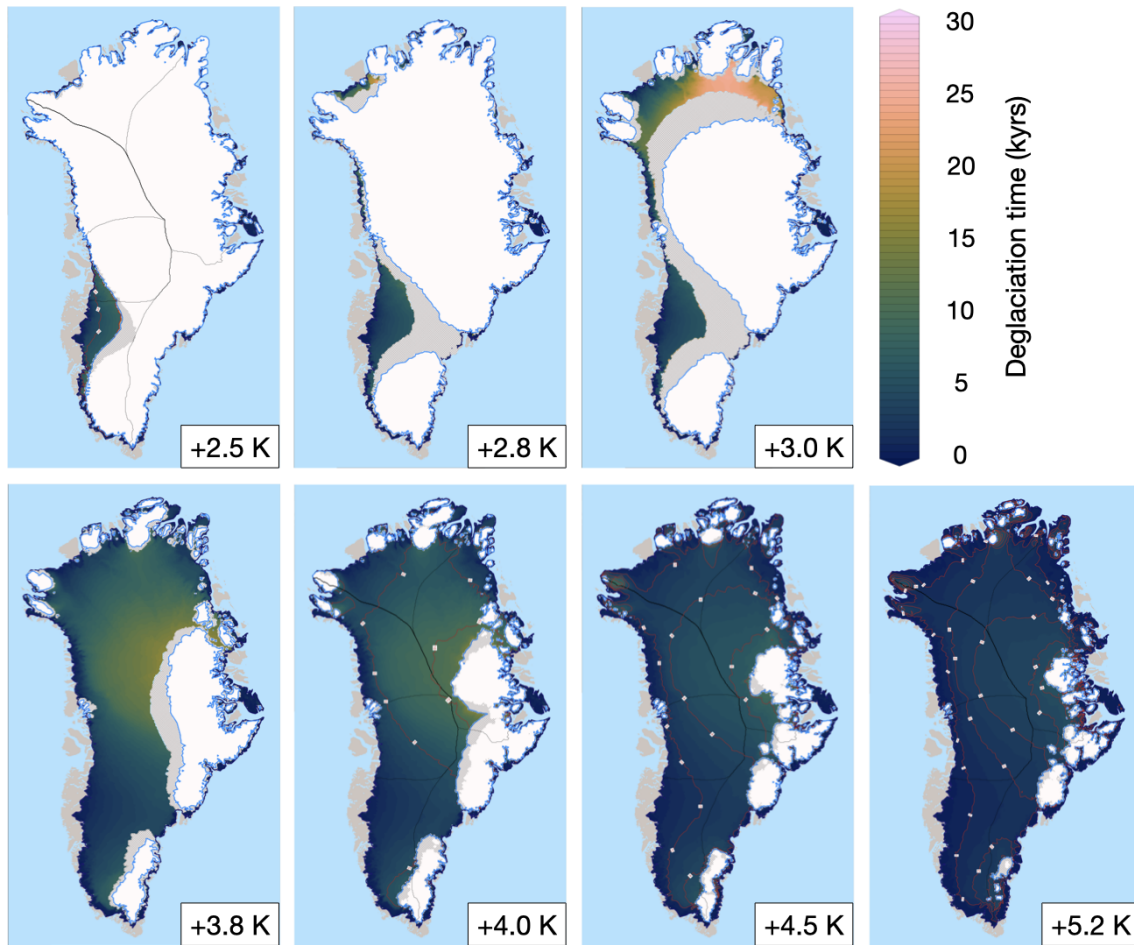 +2.5 K
+2.8 K
+3.0 K
30
25
20
15
10
5
0
Deglaciation time (kyrs)
+3.8 K
+4.0 K
+4.5 K
+5.2 K